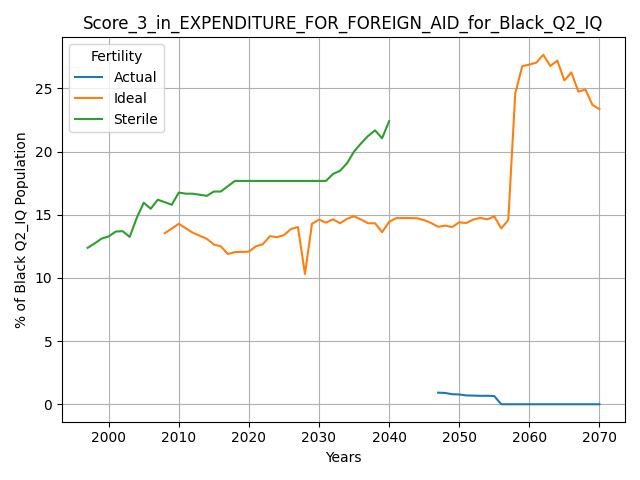 Score_3_in_EXPENDITURE_FOR_FOREIGN_AID_for_Black_Q2_IQ
Fertility
Actual
Ideal
Sterile
% of Black Q2_IQ Population
25
20
15
10
5
0
2000 2010 2020 2030 2040 2050 2060 2070
Years